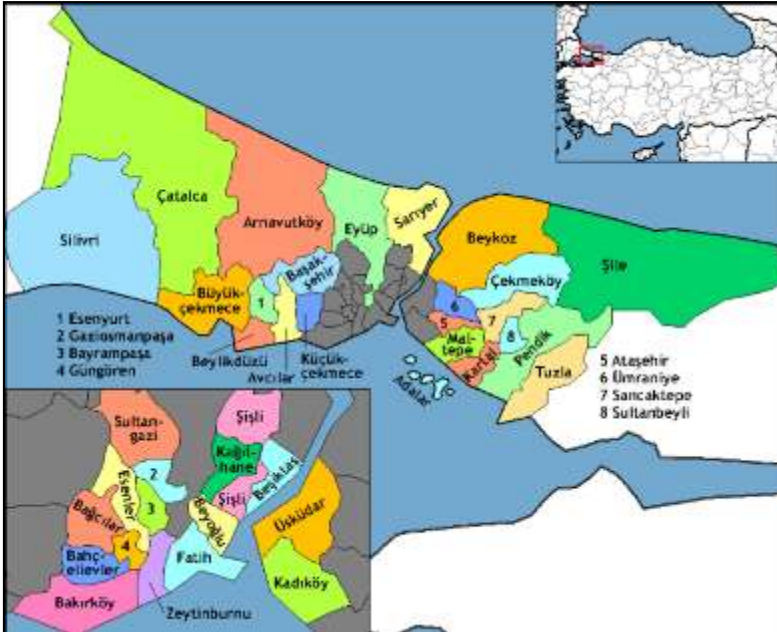 Çatalca
Silivri
Arnavutköy
Eyüp
Sarıyer
Başak-
şehir
Büyük-
çekmece
1
Beylikdüzü
Avcılar
Küçük-
çekmece
Beykoz
Şile
Çekmeköy
6
5
7
8
Mal-
tepe
Kartal
Pendik
Tuzla
Adalar
1 Esenyurt
2 Gaziosmanpaşa
3 Bayrampaşa
4 Güngören
5 Ataşehir
6 Ümraniye
7 Sancaktepe
8 Sultanbeyli
Sultan-
gazi
Şişli
Kağıt-
hane
Beşiktaş
Şişli
Beyoğlu
2
Esenler
3
Bağcılar
4
Bahç-
elievler
Fatih
Üsküdar
Kadıköy
Bakırköy
Zeytinburnu